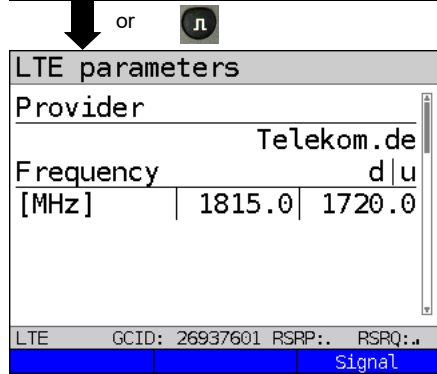 or
LTE parameters
Provider
Telekom.de
Frequency d|u
[MHz] 1815.0 1720.0
LTE GCID: 26937601 RSRP:. RSRQ:..
Signal